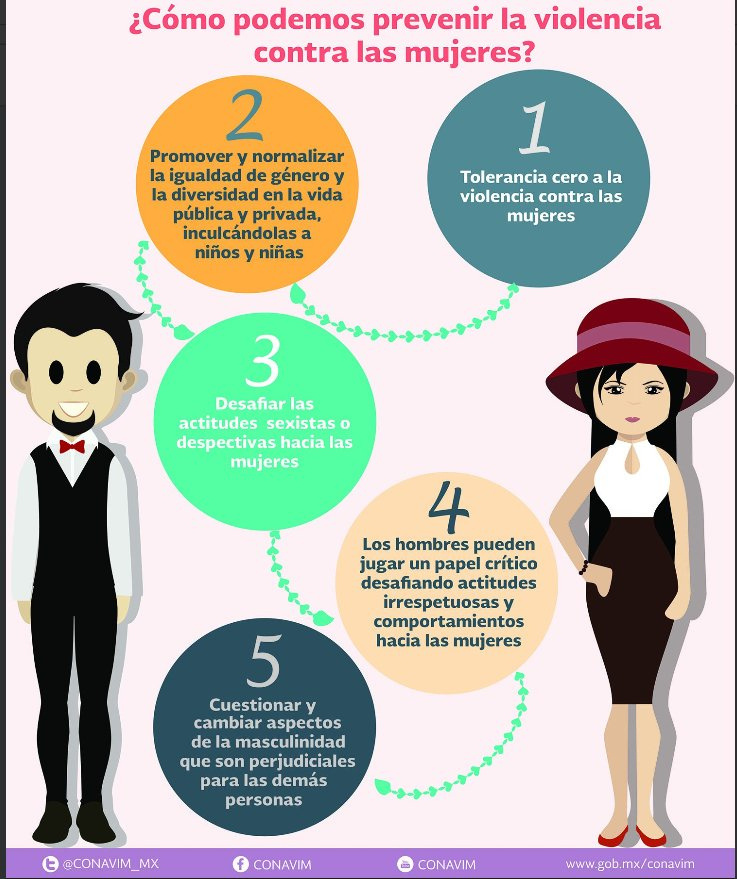 ¿Cómo podemos prevenir la violencia
contra las mujeres?
1
Tolerancia cero a la
violencia contra las
mujeres
2
Promover y normalizar
la igualdad de género y
la diversidad en la vida
pública y privada,
inculcándolas a
niños y niñas
3
Desafiar las
actitudes sexistas o
despectivas hacia las
mujeres
4
Los hombres pueden
jugar un papel crítico
desafiando actitudes
irrespetuosas y
comportamientos
hacia las mujeres
5
Cuestionar y
cambiar aspectos
de la masculinidad
que son perjudiciales
para las demás
personas
@CONAVIM_MX CONAVIM CONAVIM www.gob.mx/conavim